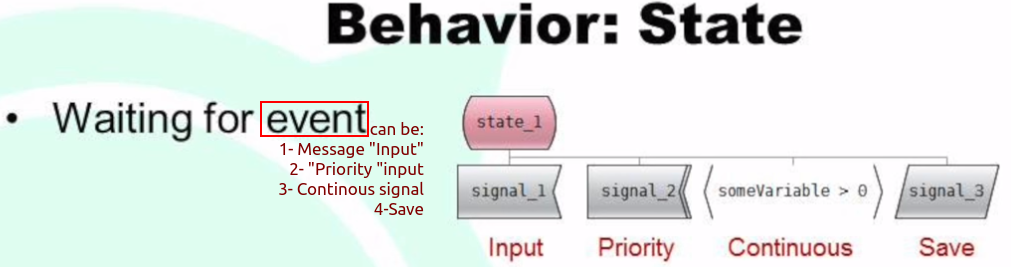 Behavior: State
• Waiting for event can be:
1- Message "Input"
2- "Priority "input
3- Continous signal
4-Save
state_1
signal_1 signal_2 someVariable > 0 signal_3
Input Priority Continuous Save